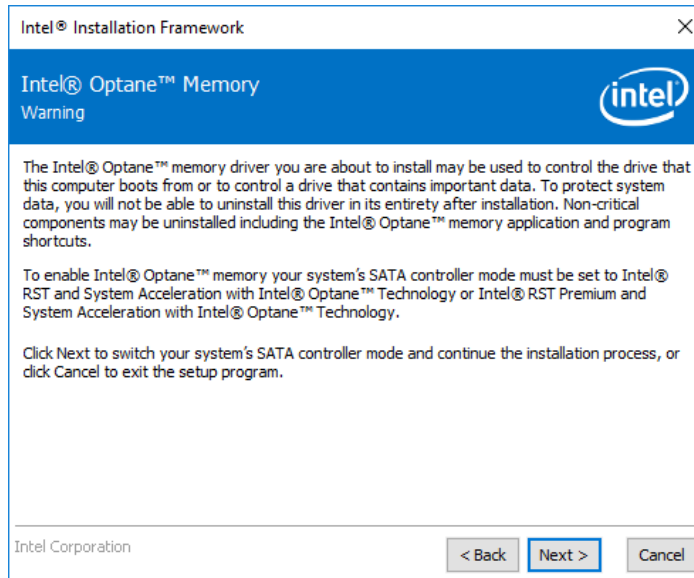 Intel® Installation Framework
Intel® Optane™ Memory
Warning
intel
The Intel® Optane™ memory driver you are about to install may be used to control the drive that
this computer boots from or to control a drive that contains important data. To protect system
data, you will not be able to uninstall this driver in its entirety after installation. Non-critical
components may be uninstalled including the Intel® Optane™ memory application and program
shortcuts.
To enable Intel® Optane™ memory your system's SATA controller mode must be set to Intel®
RST and System Acceleration with Intel® Optane™ Technology or Intel® RST Premium and
System Acceleration with Intel® Optane™ Technology.
Click Next to switch your system's SATA controller mode and continue the installation process, or
click Cancel to exit the setup program.
Intel Corporation
< Back Next > Cancel